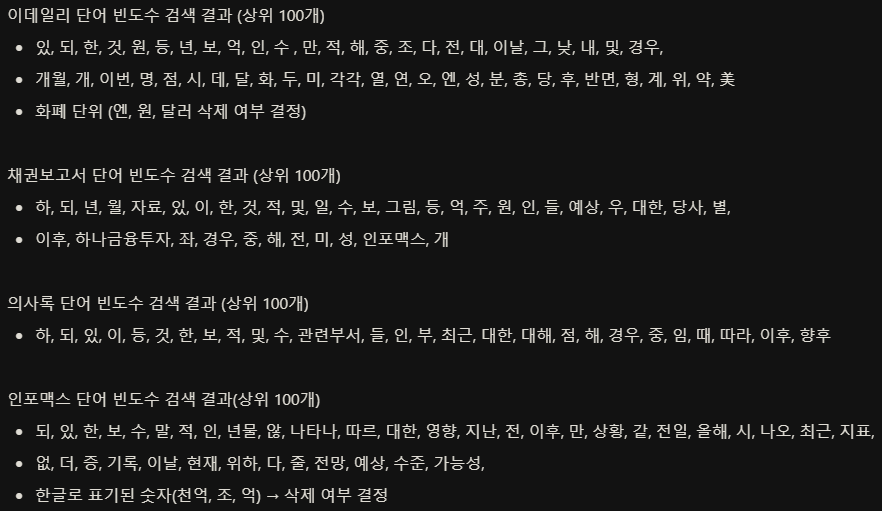 이데일리 단어 빈도수 검색 결과 (상위 100개)
• 있, 되, 한, 것, 원, 등, 년, 보, 억, 인, 수 , 만, 적, 해, 중, 조, 다, 전, 대, 이날, 그, 낮, 내, 및, 경우,
• 개월, 개, 이번, 명, 점, 시, 데, 달, 화, 두, 미, 각각, 열, 연, 오, 엔, 성, 분, 총, 당, 후, 반면, 형, 계, 위, 약, 美
• 화폐 단위 (엔, 원, 달러 삭제 여부 결정)
채권보고서 단어 빈도수 검색 결과 (상위 100개)
• 하, 되, 년, 월, 자료, 있, 이, 한, 것, 적, 및, 일, 수, 보, 그림, 등, 억, 주, 원, 인, 들, 예상, 우, 대한, 당사, 별,
• 이후, 하나금융투자, 좌, 경우, 중, 해, 전, 미, 성, 인포맥스, 개
의사록 단어 빈도수 검색 결과 (상위 100개)
• 하, 되, 있, 이, 등, 것, 한, 보, 적, 및, 수, 관련부서, 들, 인, 부, 최근, 대한, 대해, 점, 해, 경우, 중, 임, 때, 따라, 이후, 향후
인포맥스 단어 빈도수 검색 결과(상위 100개)
• 되, 있, 한, 보, 수, 말, 적, 인, 년물, 않, 나타나, 따르, 대한, 영향, 지난, 전, 이후, 만, 상황, 같, 전일, 올해, 시, 나오, 최근, 지표,
• 없, 더, 증, 기록, 이날, 현재, 위하, 다, 줄, 전망, 예상, 수준, 가능성,
• 한글로 표기된 숫자(천억, 조, 억) → 삭제 여부 결정